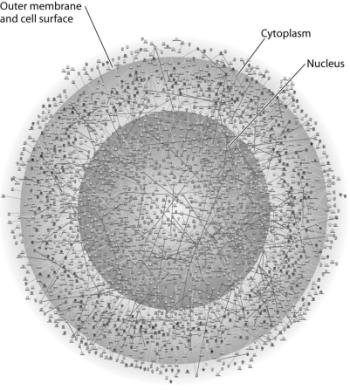 Outer membrane
and cell surface
Cytoplasm
Nucleus